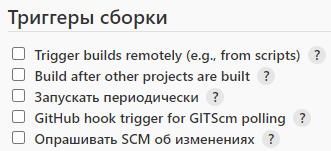 Триггеры сборки
Trigger builds remotely (e.g., from scripts) ?
Build after other projects are built ?
Запускать периодически ?
GitHub hook trigger for GITScm polling ?
Опрашивать SCM об изменениях ?